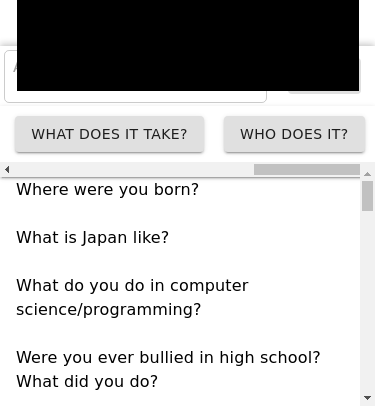 WHAT DOES IT TAKE? WHO DOES IT?
Where were you born?
What is Japan like?
What do you do in computer
science/programming?
Were you ever bullied in high school?
What did you do?